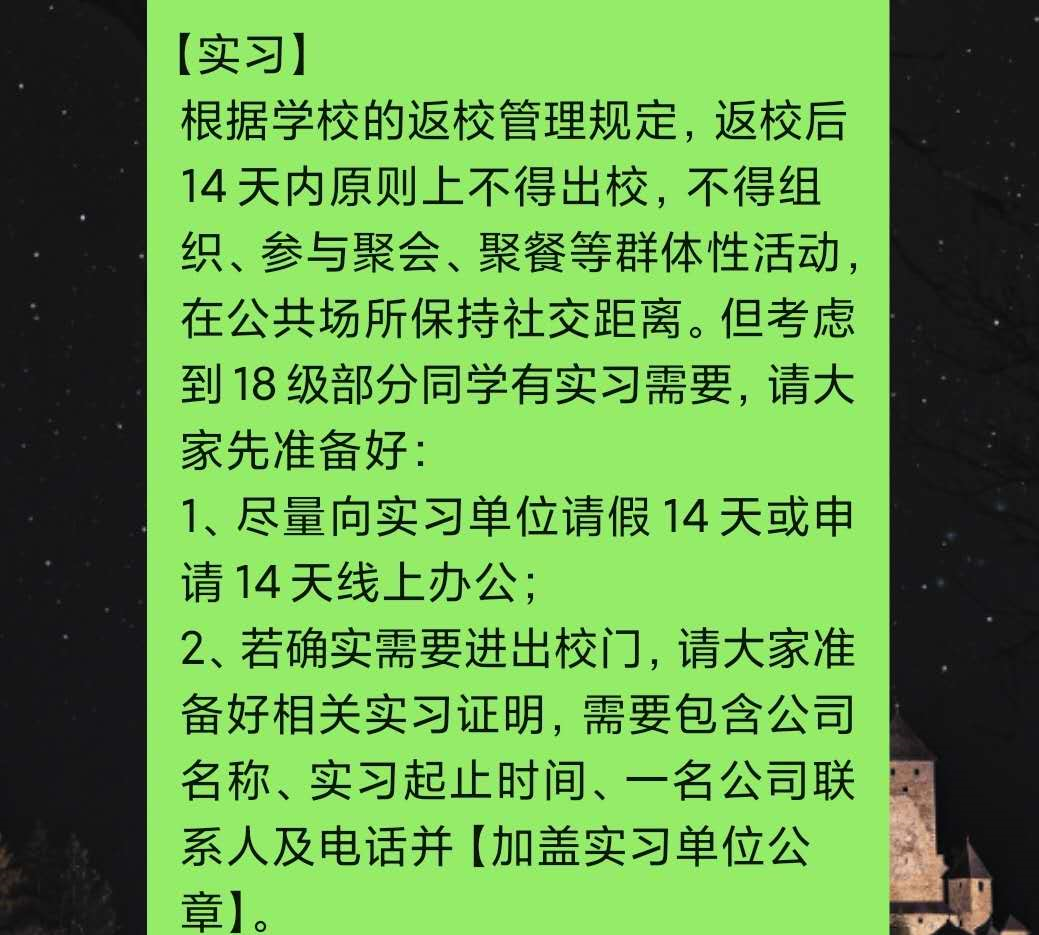 【实习】
根据学校的返校管理规定，返校后
14天内原则上不得出校，不得组
织、参与聚会、聚餐等群体性活动，
在公共场所保持社交距离。但考虑
到18级部分同学有实习需要，请大
家先准备好：
1、尽量向实习单位请假14天或申
请14天线上办公；
2、若确实需要进出校门，请大家准
备好相关实习证明，需要包含公司
名称、实习起止时间、一名公司联
系人及电话并【加盖实习单位公
章】。